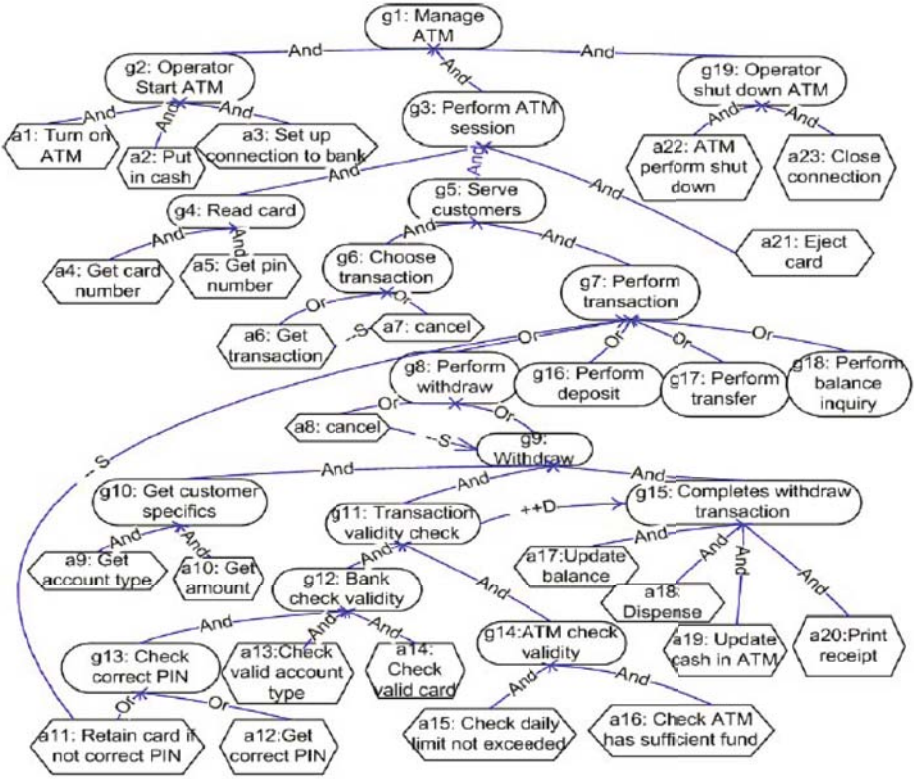 g1: Manage
ATM
And
And
And
g2: Operator
Start ATM
g19: Operator
shut down ATM
g3: Perform ATM
session
And
And
And
a1: Turn on
ATM
a2: Put
in cash
a3: Set up
connection to bank
And
And
a22: ATM
perform shut
down
a23: Close
connection
And
And
And
g4: Read card
g5: Serve
customers
a21: Eject
card
And
And
a4: Get card
number
a5: Get pin
number
And
And
g6: Choose
transaction
g7: Perform
transaction
Or
Or
a6: Get
transaction
-S
a7: cancel
Or
Or
Or
Or
g8: Perform
withdraw
g16: Perform
deposit
g17: Perform
transfer
g18: Perform
balance
inquiry
Or
Or
a8: cancel
--S
g9:
Withdraw
--S
And
And
And
g10: Get customer
specifics
g11: Transaction
validity check
++D
g15: Completes withdraw
transaction
And
And
a9: Get
account type
a10: Get
amount
And
And
g12: Bank
check validity
g14:ATM check
validity
And
And
And
And
a17:Update
balance
a18:
Dispense
a19: Update
cash in ATM
a20:Print
receipt
And
And
And
g13: Check
correct PIN
a13:Check
valid account
type
a14:
Check
valid card
Or
Or
a11: Retain card if
not correct PIN
a12:Get
correct PIN
And
And
a15: Check daily
limit not exceeded
a16: Check ATM
has sufficient fund